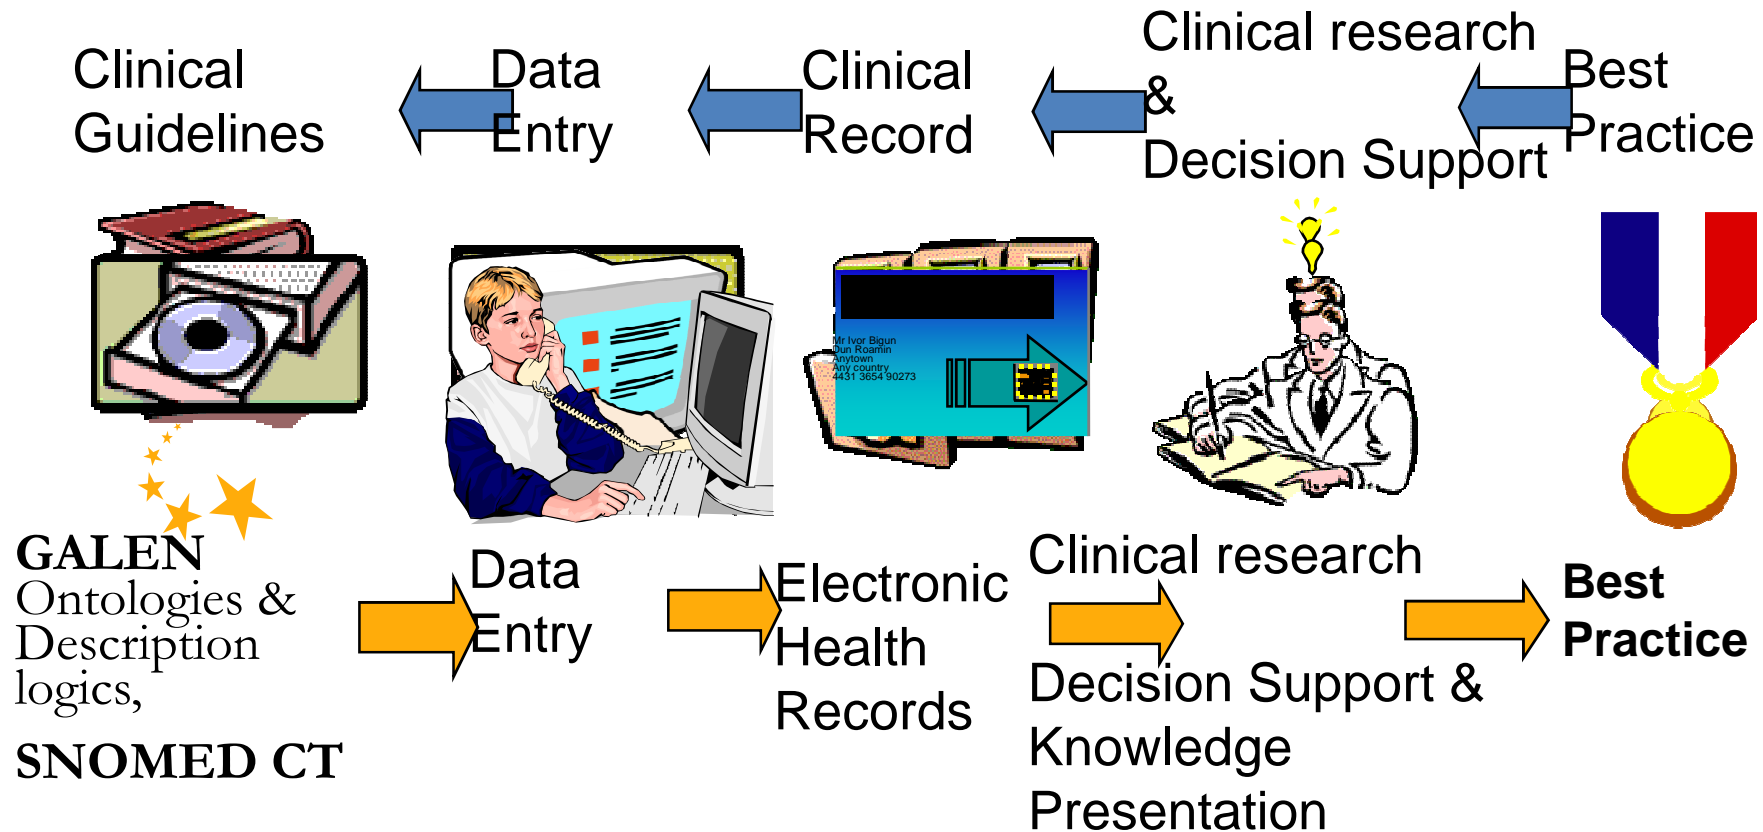 Clinical
Guidelines
Data
Entry
Clinical
Record
Clinical research
&
Decision Support
Best
Practice
Mr Ivor Bigun
Dun Roamin
Anytown
Any country
4431 3654 90273
GALEN
Ontologies &
Description
logics,
SNOMED CT
Data
Entry
Electronic
Health
Records
Clinical research
Decision Support &
Knowledge
Presentation
Best
Practice